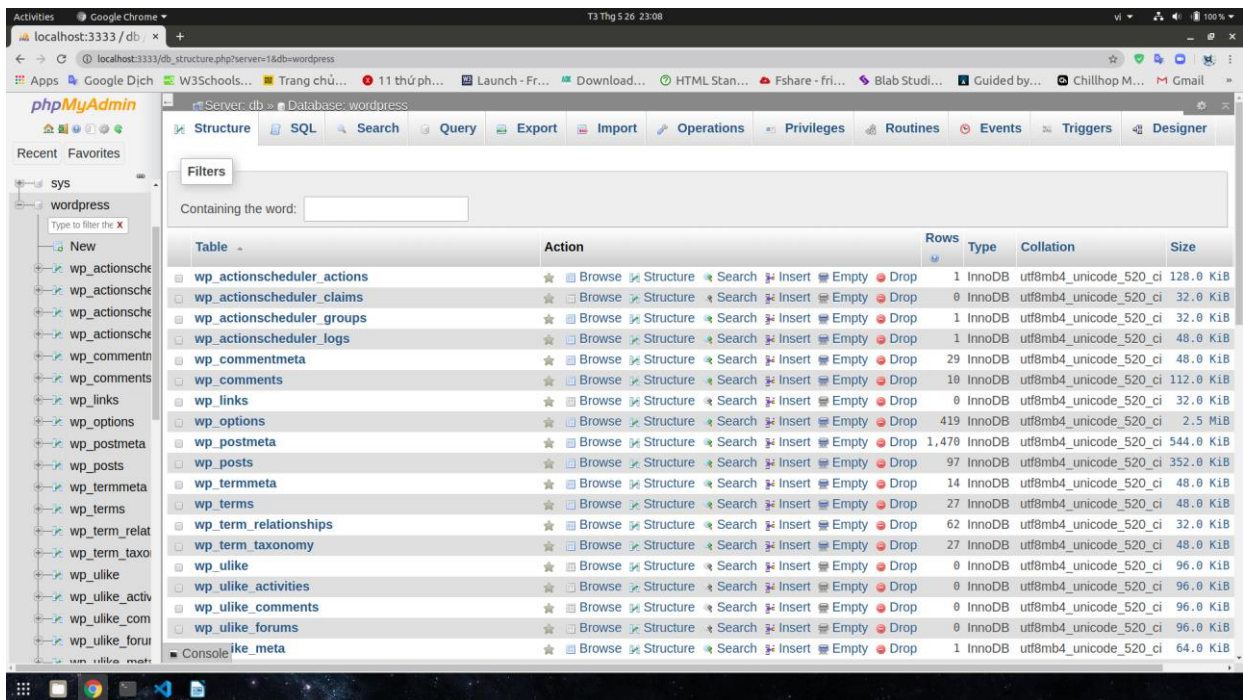 Activities Google Chrome T3 Thg 5 26 23:08 vi 100 %
localhost:3333 / db / × +
localhost:3333/db_structure.php?server=1&db=wordpress
Apps Google Dịch W3Schools... Trang chủ... 11 thứ ph... Launch - Fr... Download... HTML Stan... Fshare - fri... Blab Studi... Guided by... Chillhop M... Gmail »
phpMyAdmin
Recent Favorites
sys
wordpress
Type to filter the X
New
wp_actionsche
wp_actionsche
wp_actionsche
wp_actionsche
wp_commentm
wp_comments
wp_links
wp_options
wp_postmeta
wp_posts
wp_termmeta
wp_terms
wp_term_relat
wp_term_taxo
wp_ulike
wp_ulike_activ
wp_ulike_com
wp_ulike_forur
wp_ulike_meta
Server: db » Database: wordpress
Structure SQL Search Query Export Import Operations Privileges Routines Events Triggers Designer
Filters
Containing the word:
Table Action Rows Type Collation Size
wp_actionscheduler_actions Browse Structure Search Insert Empty Drop 1 InnoDB utf8mb4_unicode_520_ci 128.0 KiB
wp_actionscheduler_claims Browse Structure Search Insert Empty Drop 0 InnoDB utf8mb4_unicode_520_ci 32.0 KiB
wp_actionscheduler_groups Browse Structure Search Insert Empty Drop 1 InnoDB utf8mb4_unicode_520_ci 32.0 KiB
wp_actionscheduler_logs Browse Structure Search Insert Empty Drop 1 InnoDB utf8mb4_unicode_520_ci 48.0 KiB
wp_commentmeta Browse Structure Search Insert Empty Drop 29 InnoDB utf8mb4_unicode_520_ci 48.0 KiB
wp_comments Browse Structure Search Insert Empty Drop 10 InnoDB utf8mb4_unicode_520_ci 112.0 KiB
wp_links Browse Structure Search Insert Empty Drop 0 InnoDB utf8mb4_unicode_520_ci 32.0 KiB
wp_options Browse Structure Search Insert Empty Drop 419 InnoDB utf8mb4_unicode_520_ci 2.5 MiB
wp_postmeta Browse Structure Search Insert Empty Drop 1,470 InnoDB utf8mb4_unicode_520_ci 544.0 KiB
wp_posts Browse Structure Search Insert Empty Drop 97 InnoDB utf8mb4_unicode_520_ci 352.0 KiB
wp_termmeta Browse Structure Search Insert Empty Drop 14 InnoDB utf8mb4_unicode_520_ci 48.0 KiB
wp_terms Browse Structure Search Insert Empty Drop 27 InnoDB utf8mb4_unicode_520_ci 48.0 KiB
wp_term_relationships Browse Structure Search Insert Empty Drop 62 InnoDB utf8mb4_unicode_520_ci 32.0 KiB
wp_term_taxonomy Browse Structure Search Insert Empty Drop 27 InnoDB utf8mb4_unicode_520_ci 48.0 KiB
wp_ulike Browse Structure Search Insert Empty Drop 0 InnoDB utf8mb4_unicode_520_ci 96.0 KiB
wp_ulike_activities Browse Structure Search Insert Empty Drop 0 InnoDB utf8mb4_unicode_520_ci 96.0 KiB
wp_ulike_comments Browse Structure Search Insert Empty Drop 0 InnoDB utf8mb4_unicode_520_ci 96.0 KiB
wp_ulike_forums Browse Structure Search Insert Empty Drop 0 InnoDB utf8mb4_unicode_520_ci 96.0 KiB
Console ike_meta Browse Structure Search Insert Empty Drop 1 InnoDB utf8mb4_unicode_520_ci 64.0 KiB